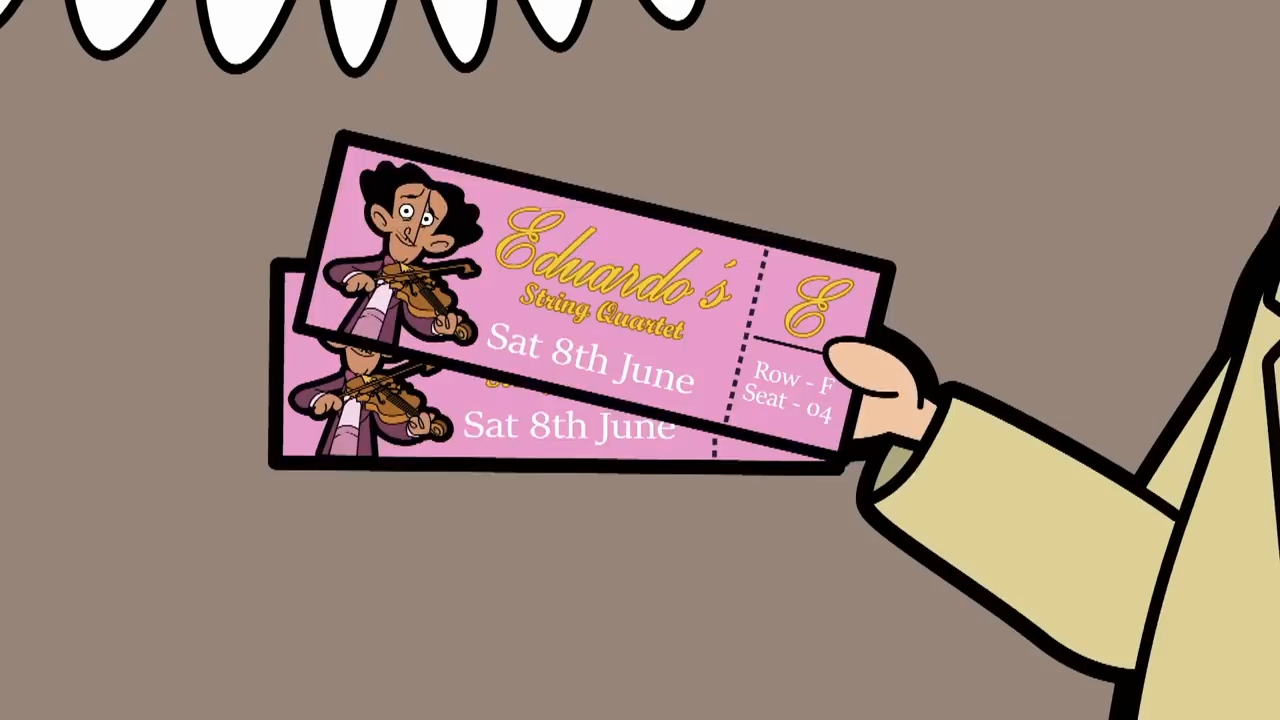 Eduardo's
String Quartet
Sat 8th June
E
Row - F
Seat - 04
Sat 8th June